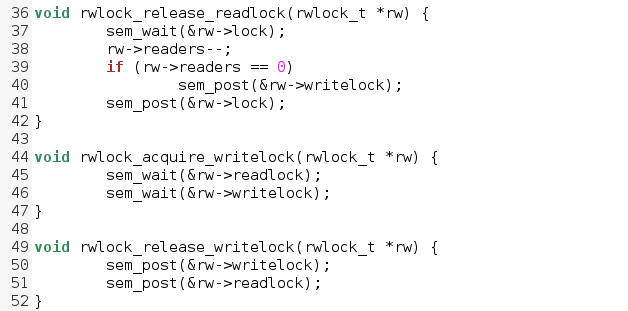 36 void rwlock_release_readlock(rwlock_t *rw) {
37         sem_wait(&rw->lock);
38         rw->readers--;
39         if (rw->readers == 0)
40                 sem_post(&rw->writelock);
41         sem_post(&rw->lock);
42 }
43
44 void rwlock_acquire_writelock(rwlock_t *rw) {
45         sem_wait(&rw->readlock);
46         sem_wait(&rw->writelock);
47 }
48
49 void rwlock_release_writelock(rwlock_t *rw) {
50         sem_post(&rw->writelock);
51         sem_post(&rw->readlock);
52 }